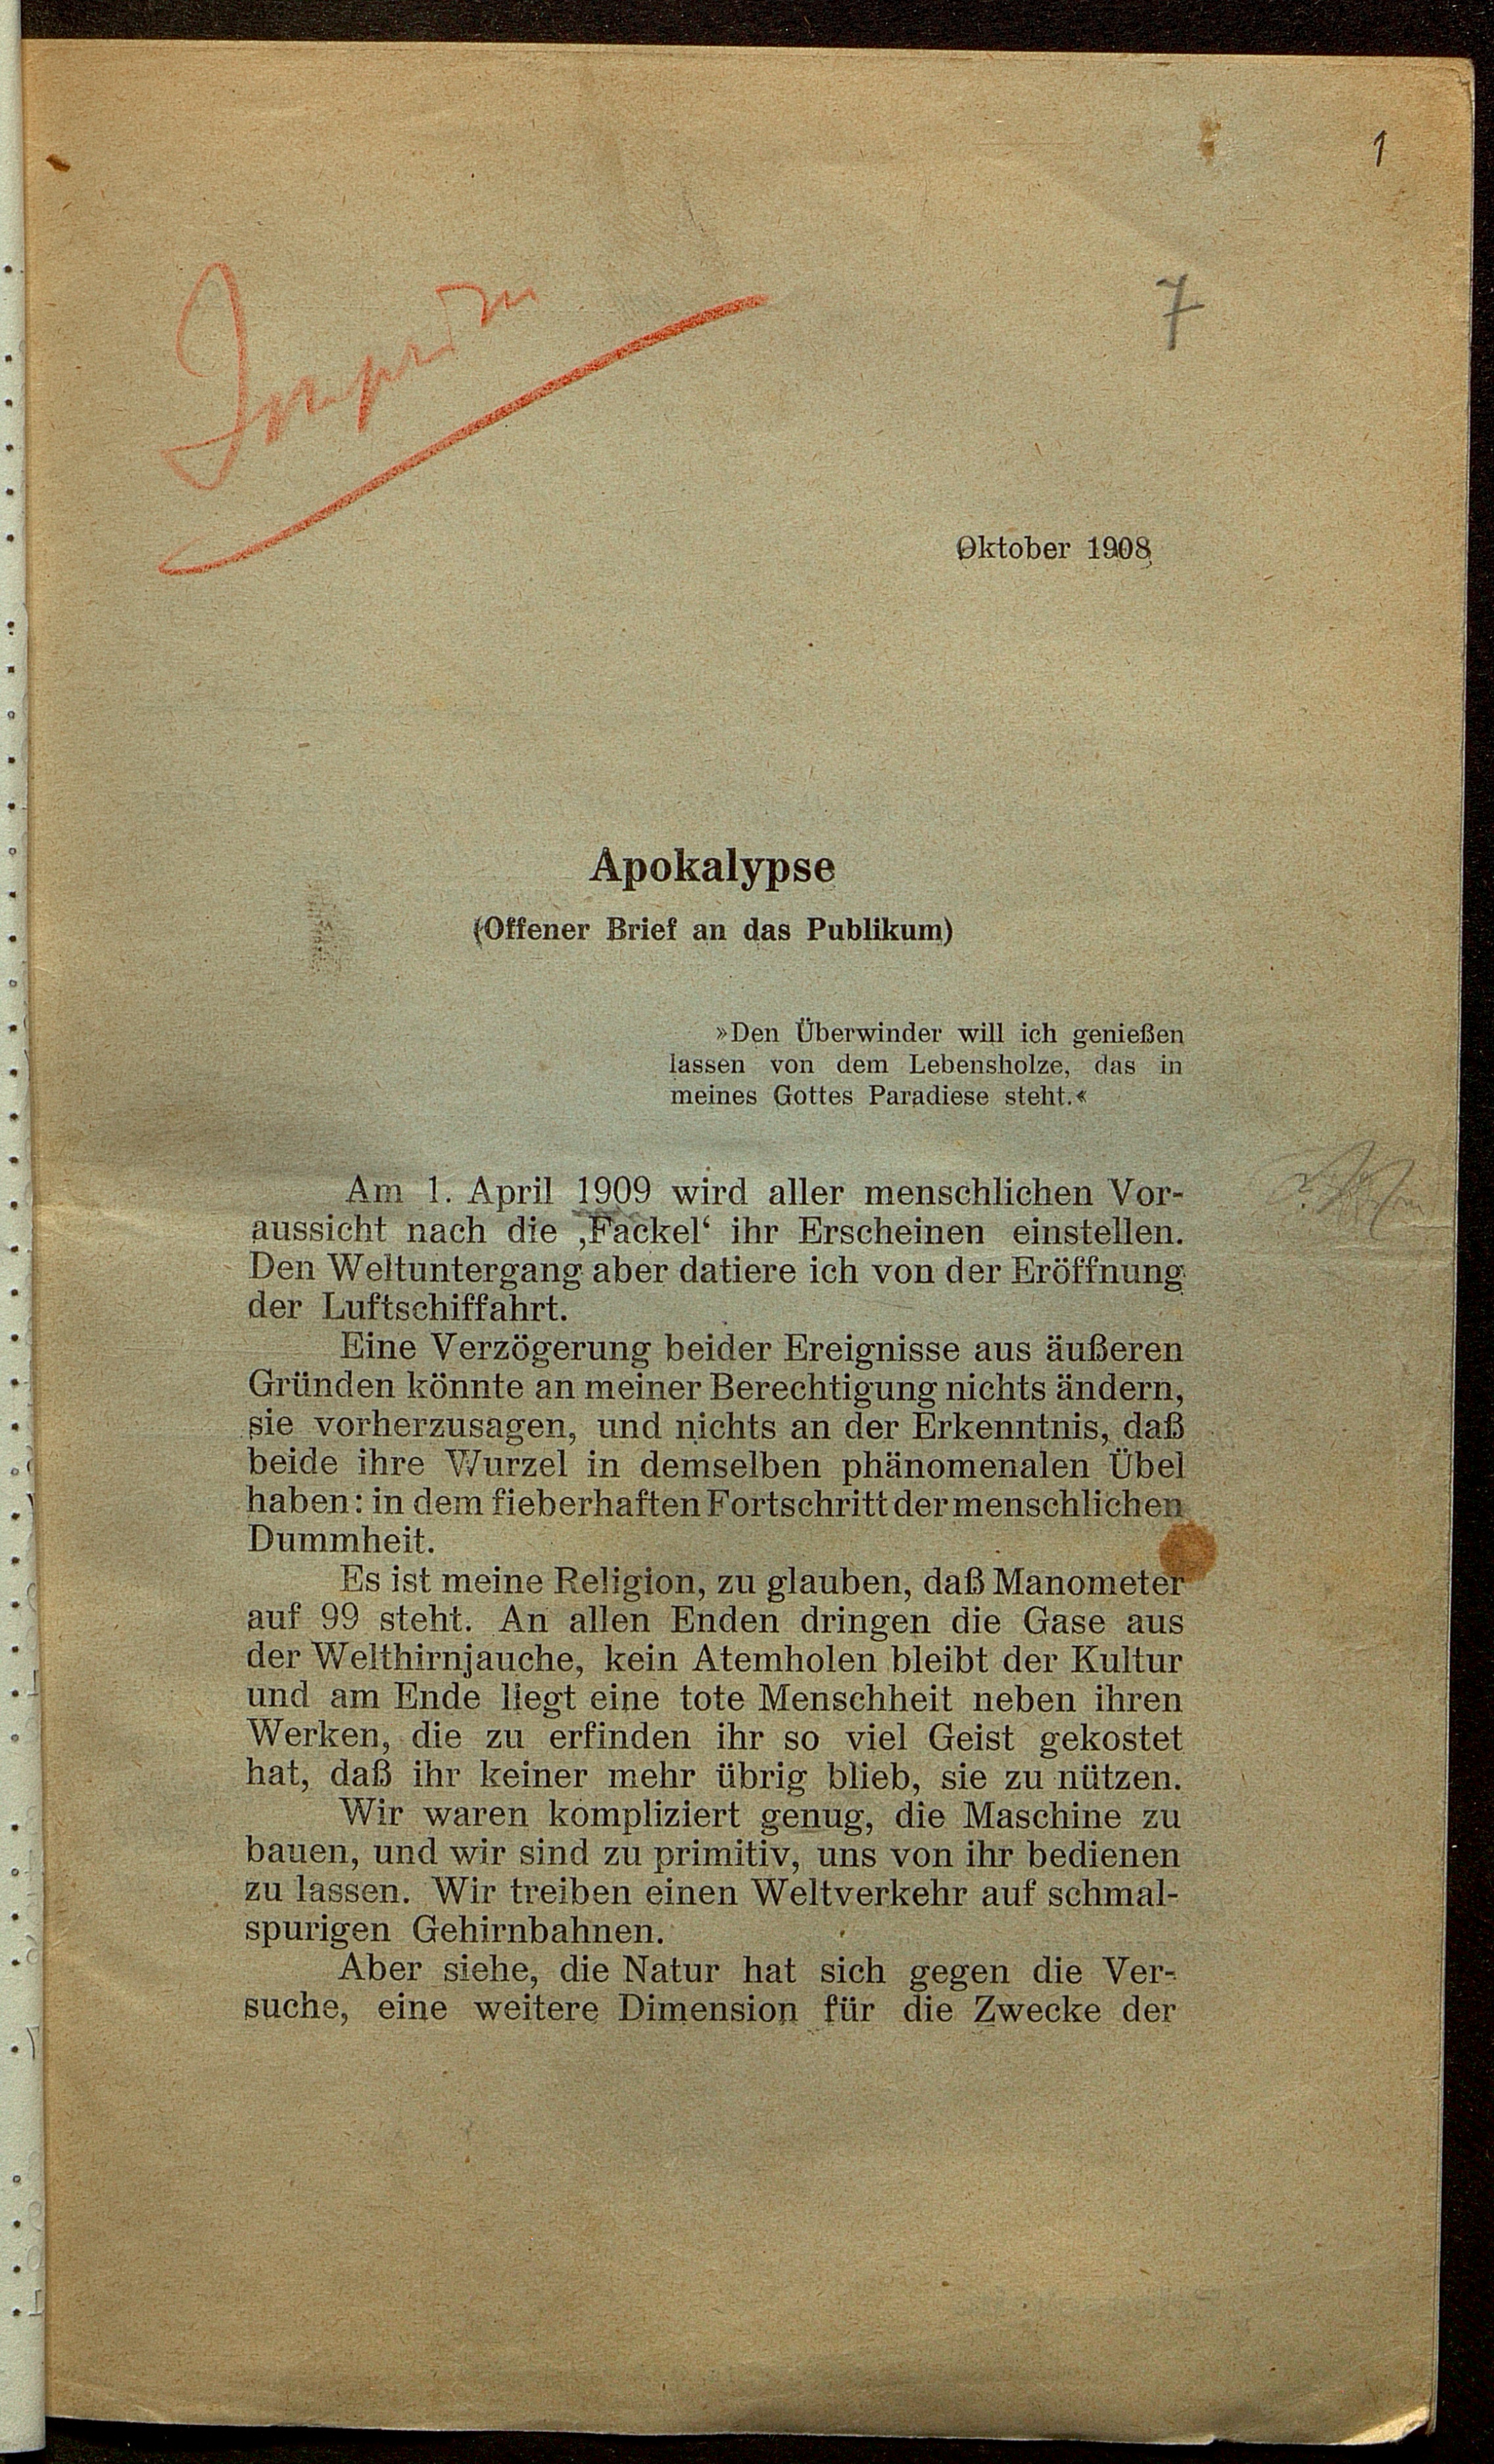 1
7
Imprim
Oktober 1908
Apokalypse
(Offener Brief an das Publikum)
»Den Überwinder will ich genießen
lassen von dem Lebensholze, das in
meines Gottes Paradiese steht.«
Am 1. April 1909 wird aller menschlichen Vor-
aussicht nach die ‚Fackel‘ ihr Erscheinen einstellen.
Den Weltuntergang aber datiere ich von der Eröffnung
der Luftschiffahrt.
Eine Verzögerung beider Ereignisse aus äußeren
Gründen könnte an meiner Berechtigung nichts ändern,
sie vorherzusagen, und nichts an der Erkenntnis, daß
beide ihre Wurzel in demselben phänomenalen Übel
haben: in dem fieberhaften Fortschritt der menschlichen
Dummheit.
Es ist meine Religion, zu glauben, daß Manometer
auf 99 steht. An allen Enden dringen die Gase aus
der Welthirnjauche, kein Atemholen bleibt der Kultur
und am Ende liegt eine tote Menschheit neben ihren
Werken, die zu erfinden ihr so viel Geist gekostet
hat, daß ihr keiner mehr übrig blieb, sie zu nützen.
Wir waren kompliziert genug, die Maschine zu
bauen, und wir sind zu primitiv, uns von ihr bedienen
zu lassen. Wir treiben einen Weltverkehr auf schmal-
spurigen Gehirnbahnen.
Aber siehe, die Natur hat sich gegen die Ver-
suche, eine weitere Dimension für die Zwecke der